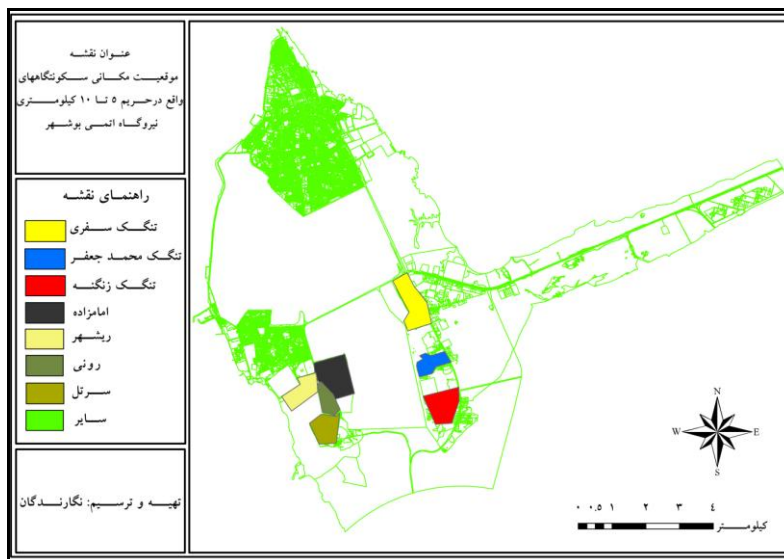 عنوان نقشه
موقعیت مکانی سکونتگاههای
واقع درحریم ۵ تا ۱۰ کیلومتری
نیروگاه اتمی بوشهر
راهنمای نقشه
تنگک سفری
تنگک محمد جعفر
تنگک زنگنه
امامزاده
ریشهر
رونی
سرتل
سایر
تهیه و ترسیم: نگارندگان
N
W E
S
۰ ۰.۵ ۱ ۲ ۳ ٤
کیلومتر